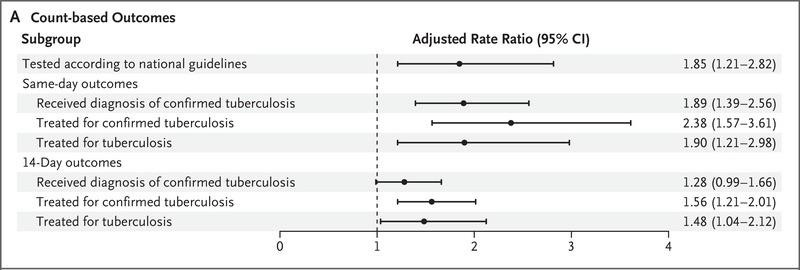 A Count-based Outcomes
Subgroup Adjusted Rate Ratio (95% CI)
Tested according to national guidelines 1.85 (1.21–2.82)
Same-day outcomes
Received diagnosis of confirmed tuberculosis 1.89 (1.39–2.56)
Treated for confirmed tuberculosis 2.38 (1.57–3.61)
Treated for tuberculosis 1.90 (1.21–2.98)
14-Day outcomes
Received diagnosis of confirmed tuberculosis 1.28 (0.99–1.66)
Treated for confirmed tuberculosis 1.56 (1.21–2.01)
Treated for tuberculosis 1.48 (1.04–2.12)
0 1 2 3 4